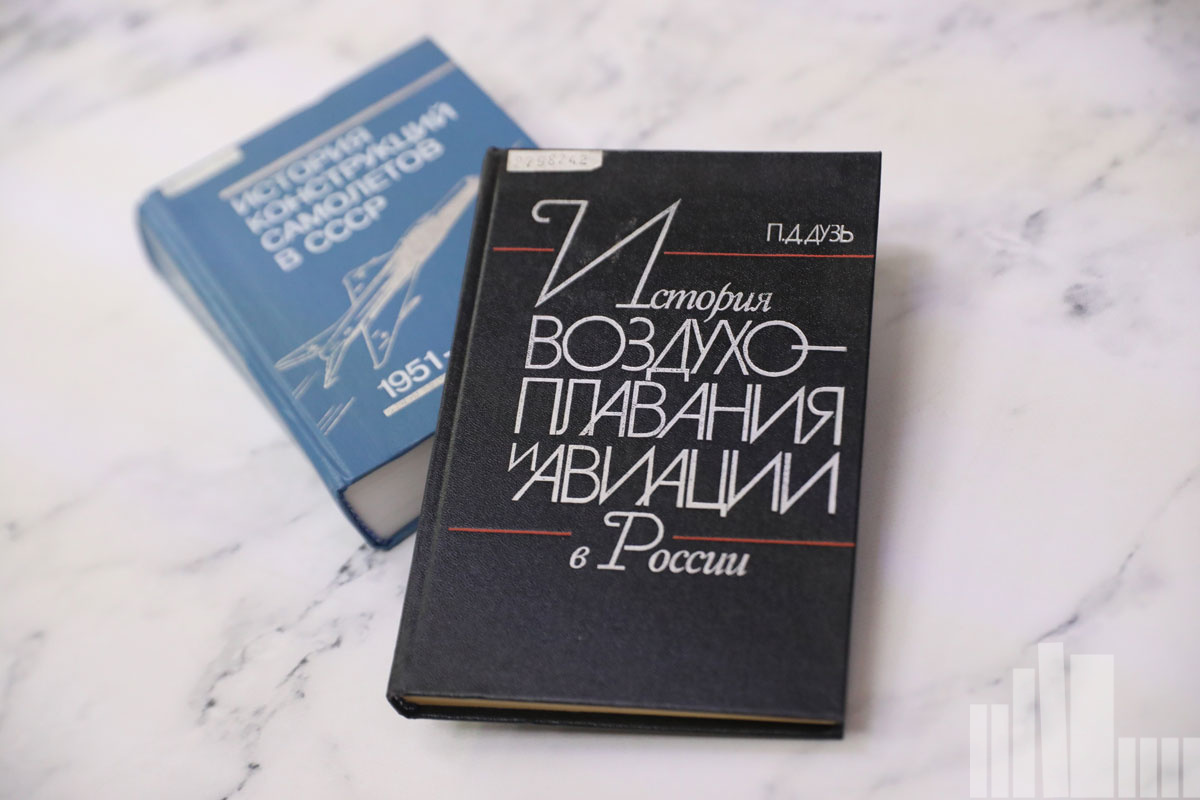 ИСТОРИЯ
КОНСТРУКЦИЙ
САМОЛЕТОВ
В СССР
1951-
П.Д.ДУЗЬ
История
ВОЗДУХО-
ПЛАВАНИЯ
И АВИАЦИИ
в России